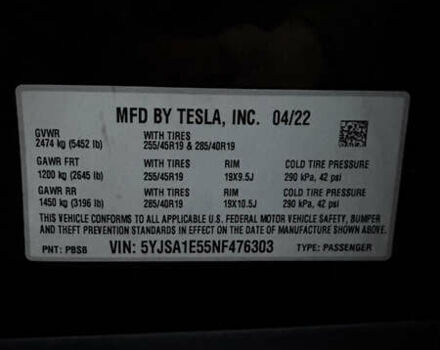 MFD BY TESLA, INC. 04/22
GVWR WITH TIRES
2474 kg (5452 lb) 255/45R19 & 285/40R19
GAWR FRT WITH TIRES RIM COLD TIRE PRESSURE
1200 kg (2645 lb) 255/45R19 19X9.5J 290 kPa, 42 psi
GAWR RR WITH TIRES RIM COLD TIRE PRESSURE
1450 kg (3196 lb) 285/40R19 19X10.5J 290 kPa, 42 psi
THIS VEHICLE CONFORMS TO ALL APPLICABLE U.S. FEDERAL MOTOR VEHICLE SAFETY, BUMPER
AND THEFT PREVENTION STANDARDS IN EFFECT ON THE DATE OF MANUFACTURE SHOWN ABOVE.
PNT: PBSB VIN: 5YJSA1E55NF476303 TYPE: PASSENGER